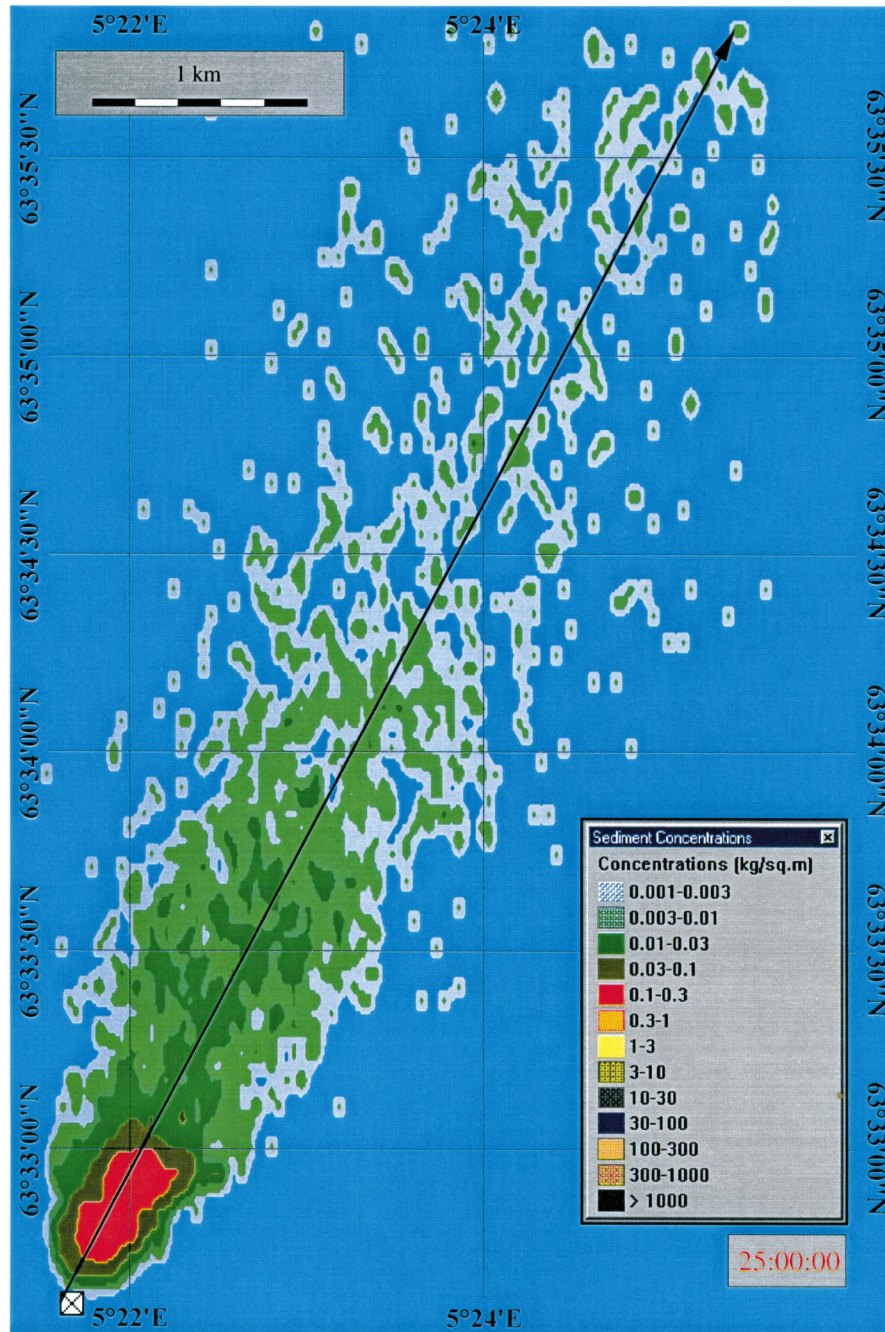 5°22'E
5°24'E
1 km
63°35'30"N
63°35'30"N
63°35'00"N
63°35'00"N
63°34'30"N
63°34'30"N
63°34'00"N
63°34'00"N
Sediment Concentrations
Concentrations (kg/sq.m)
0.001-0.003
0.003-0.01
0.01-0.03
0.03-0.1
0.1-0.3
0.3-1
1-3
3-10
10-30
30-100
100-300
300-1000
> 1000
63°33'30"N
63°33'30"N
63°33'00"N
63°33'00"N
25:00:00
5°22'E
5°24'E